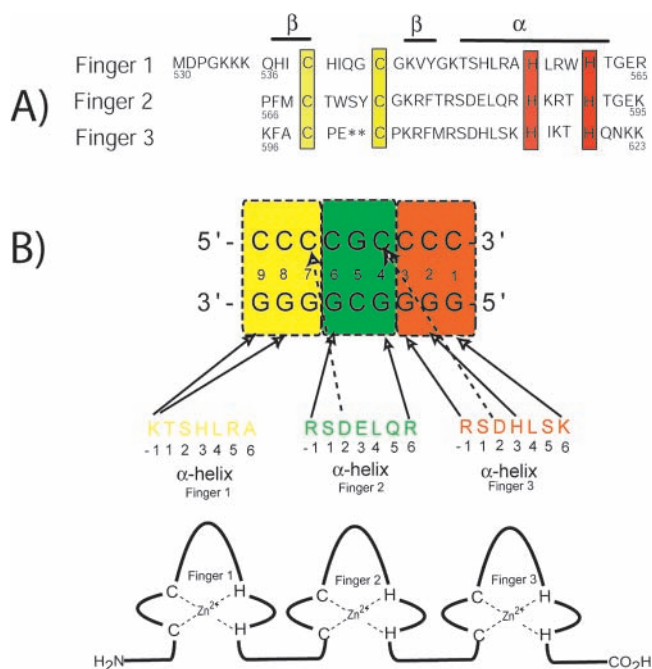 β β α
Finger 1 MDPGKKK QHI C HIQG C GKVYGKTSHLRA H LRW H TGER
530 536 565
A)
Finger 2 PFM C TWSY C GKRFTRSDELQR H KRT H TGEK
566 595
Finger 3 KFA C PE** C PKRFMRSDHLSK H IKT H QNKK
596 623
B)
5'-CCCCGCCCC-3'
9 8 7 6 5 4 3 2 1
3'-GGGGCGGGG-5'
KTSHLRA RSDELQR RSDHLSK
-1 1 2 3 4 5 6 -1 1 2 3 4 5 6 -1 1 2 3 4 5 6
α-helix α-helix α-helix
Finger 1 Finger 2 Finger 3
Finger 1 Finger 2 Finger 3
C H C H C H
Zn2+ Zn2+ Zn2+
C H C H C H
H2N CO2H